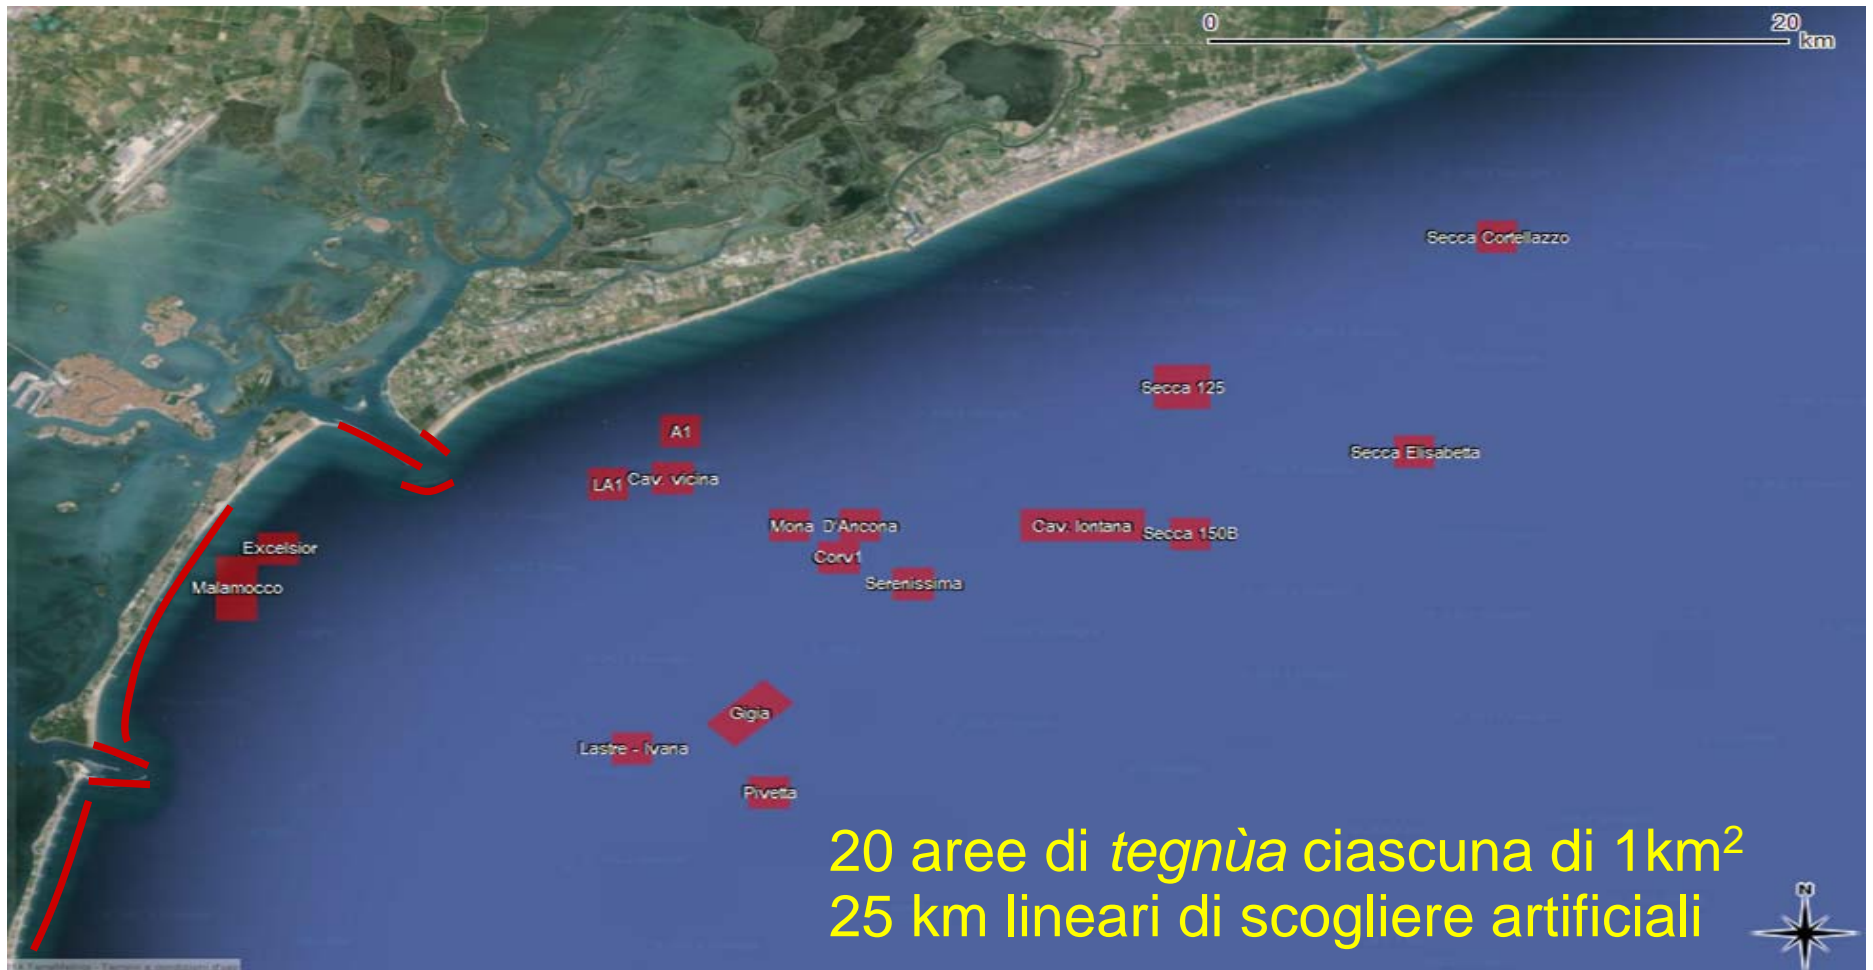 0 20
km
Secca Cortellazzo
Secca 125
A1
Secca Elisabetta
LA1 Cav. vicina
Mona D'Ancona
Cav. lontana
Secca 150B
Excelsior
Corv1
Malamocco
Serenissima
Gigia
Lastre - Ivana
Pivetta
20 aree di tegnùa ciascuna di 1km²
25 km lineari di scogliere artificiali
N